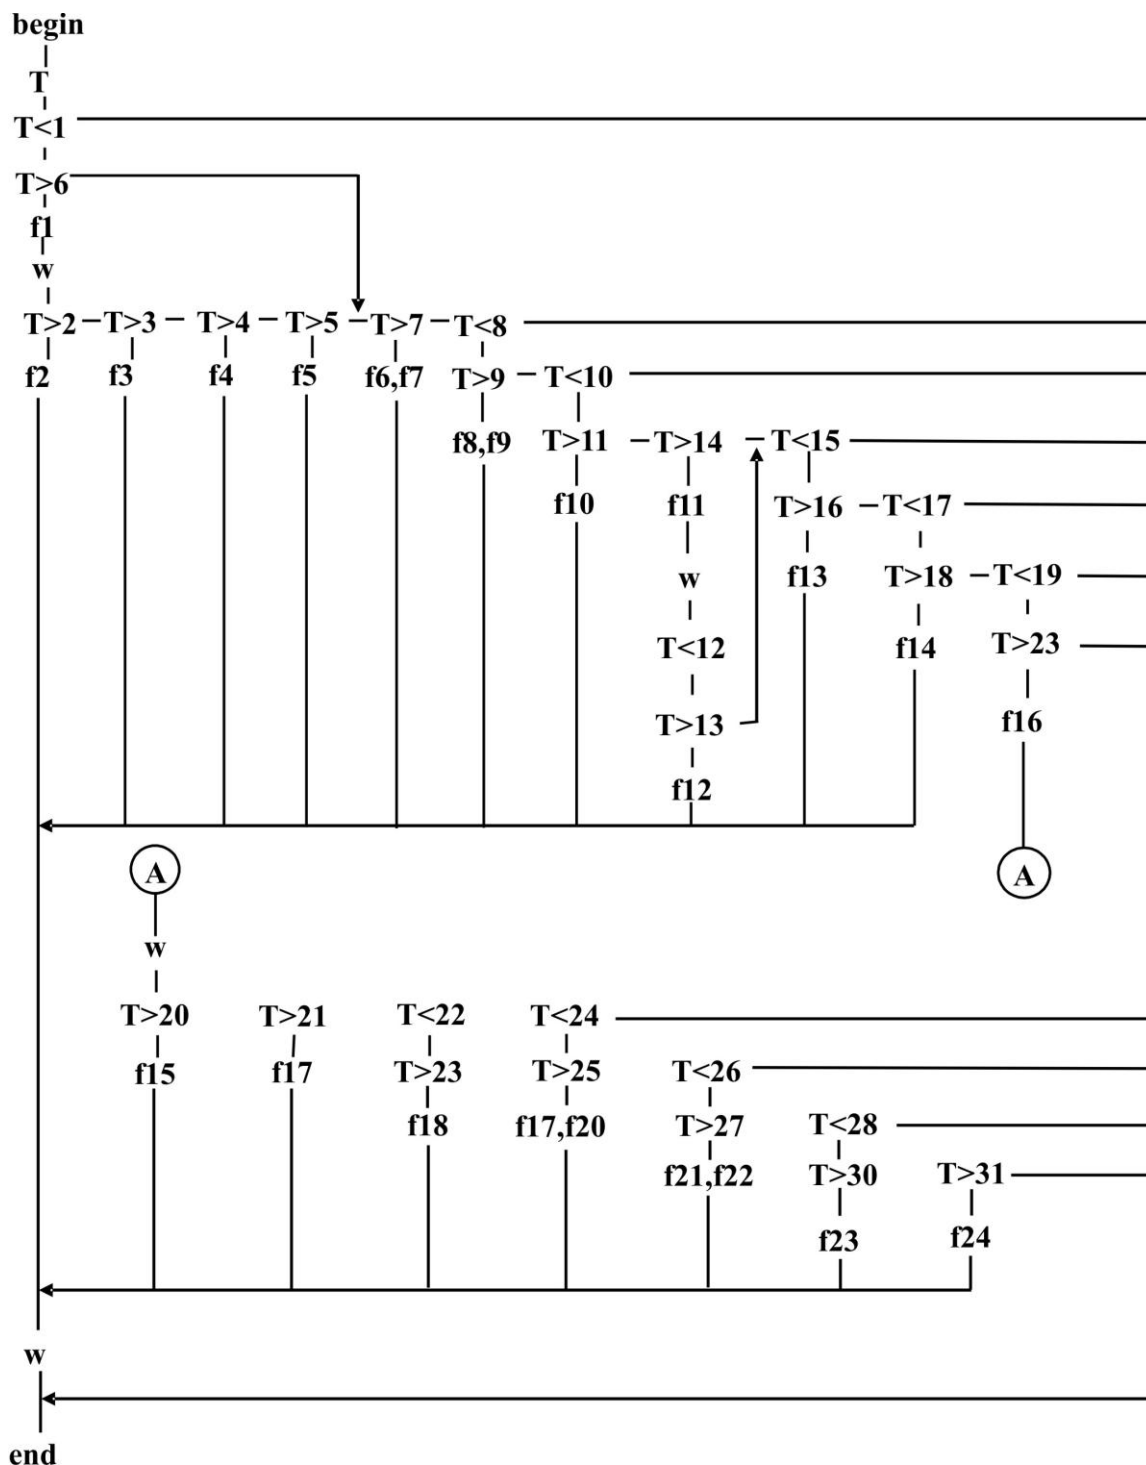 begin
T
T<1
T>6
f1
w
T>2 T>3 T>4 T>5 T>7 T<8
f2 f3 f4 f5 f6,f7 T>9 T<10
f8,f9 T>11 T>14 T<15
f10 f11 T>16 T<17
w f13 T>18 T<19
T<12 f14 T>23
T>13 f16
f12
A A
w
T>20 T>21 T<22 T<24
f15 f17 T>23 T>25 T<26
f18 f17,f20 T>27 T<28
f21,f22 T>30 T>31
f23 f24
w
end